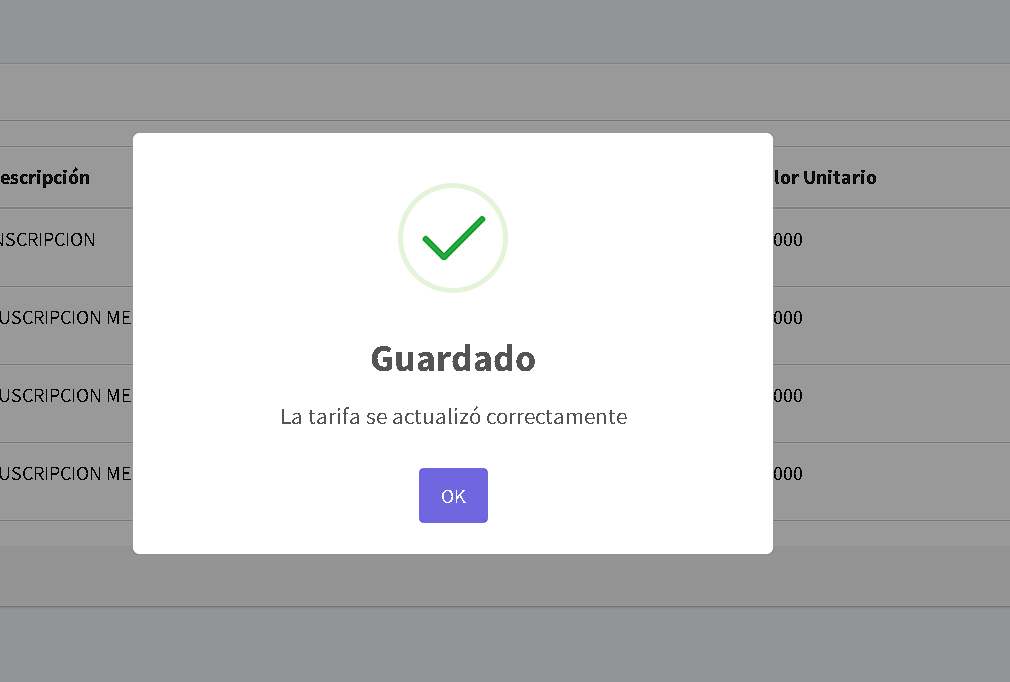 escripción
lor Unitario
NSCRIPCION
000
USCRIPCION ME
000
USCRIPCION ME
000
USCRIPCION ME
000
Guardado
La tarifa se actualizó correctamente
OK